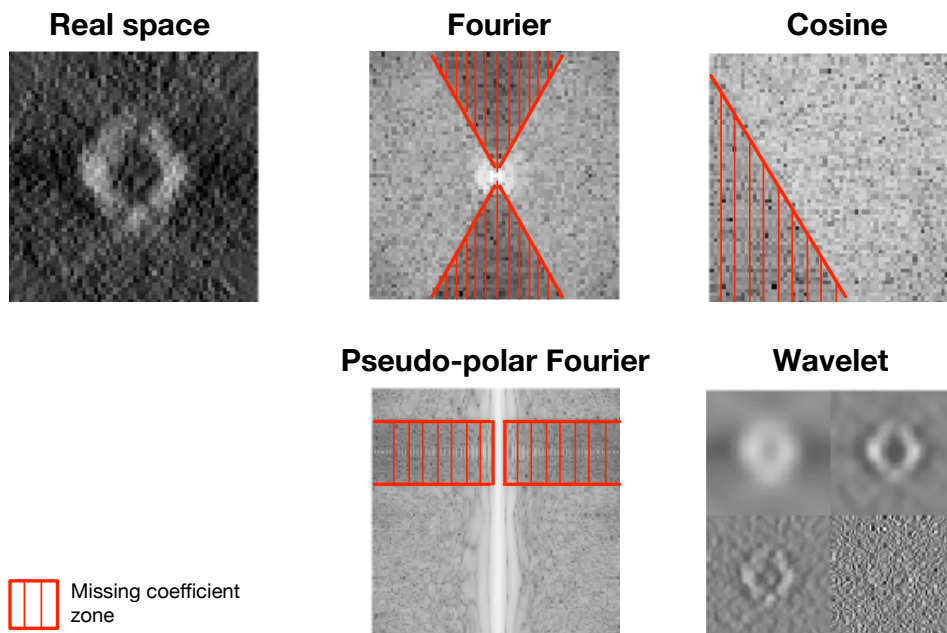 Real space
Fourier
Cosine
Pseudo-polar Fourier
Wavelet
Missing coefficient
zone